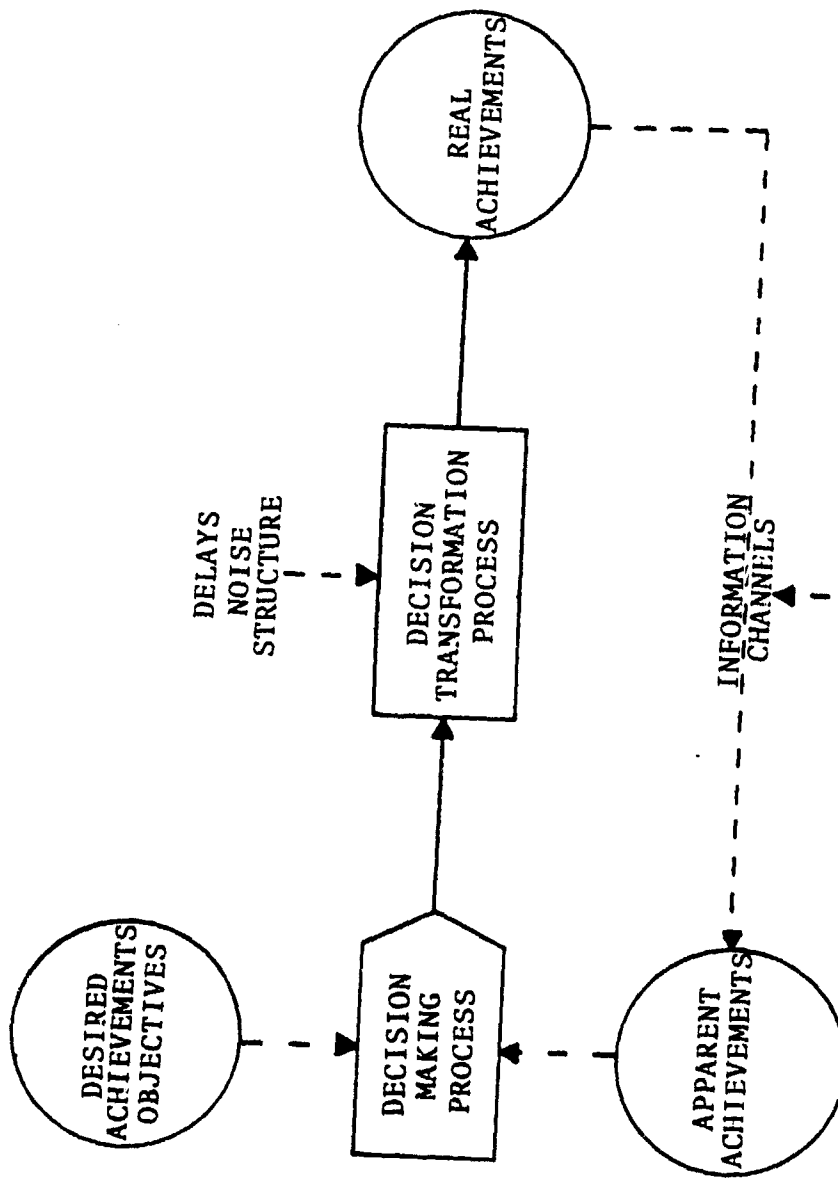 DESIRED
ACHIEVEMENTS
OBJECTIVES
DECISION
MAKING
PROCESS
APPARENT
ACHIEVEMENTS
DELAYS
NOISE
STRUCTURE
DECISION
TRANSFORMATION
PROCESS
INFORMATION
CHANNELS
REAL
ACHIEVEMENTS